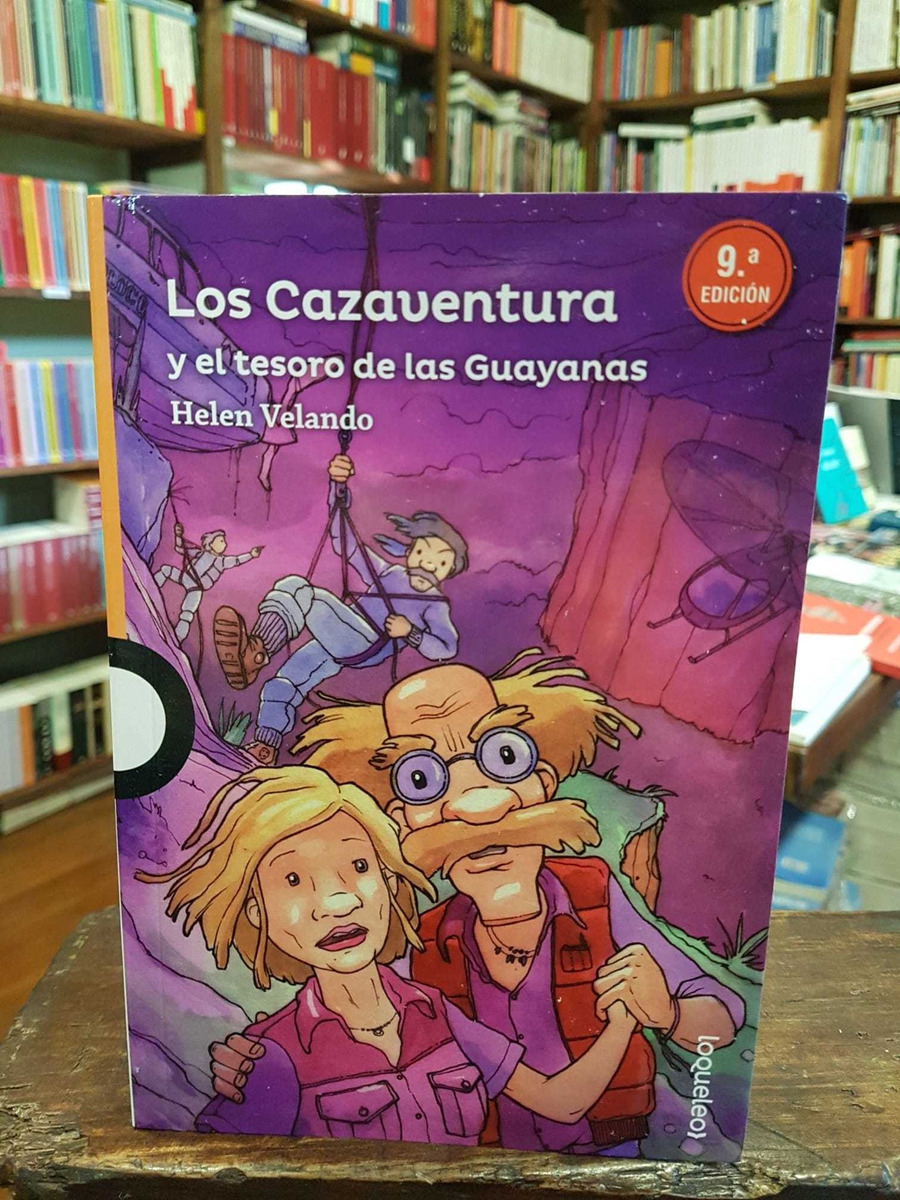 Los Cazaventura
y el tesoro de las Guayanas
Helen Velando
9.ª
EDICIÓN
loqueleo